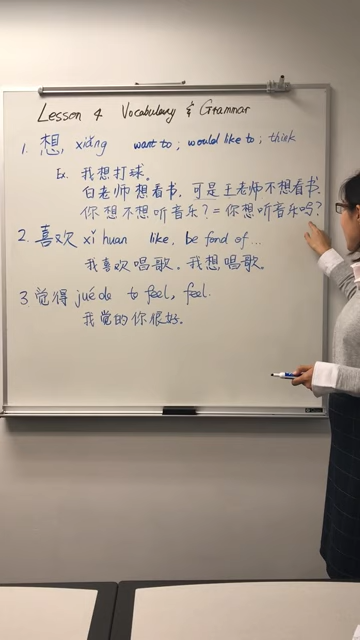 Lesson 4 Vocabulary & Grammar
1. 想 xiǎng want to; would like to; think
Ex. 我想打球。
白老师想看书，可是王老师不想看书.
你想不想听音乐？=你想听音乐吗？
2. 喜欢 xǐ huan like, be fond of...
我喜欢唱歌。我想唱歌。
3 觉得 juéde to feel, feel.
我觉的你很好。